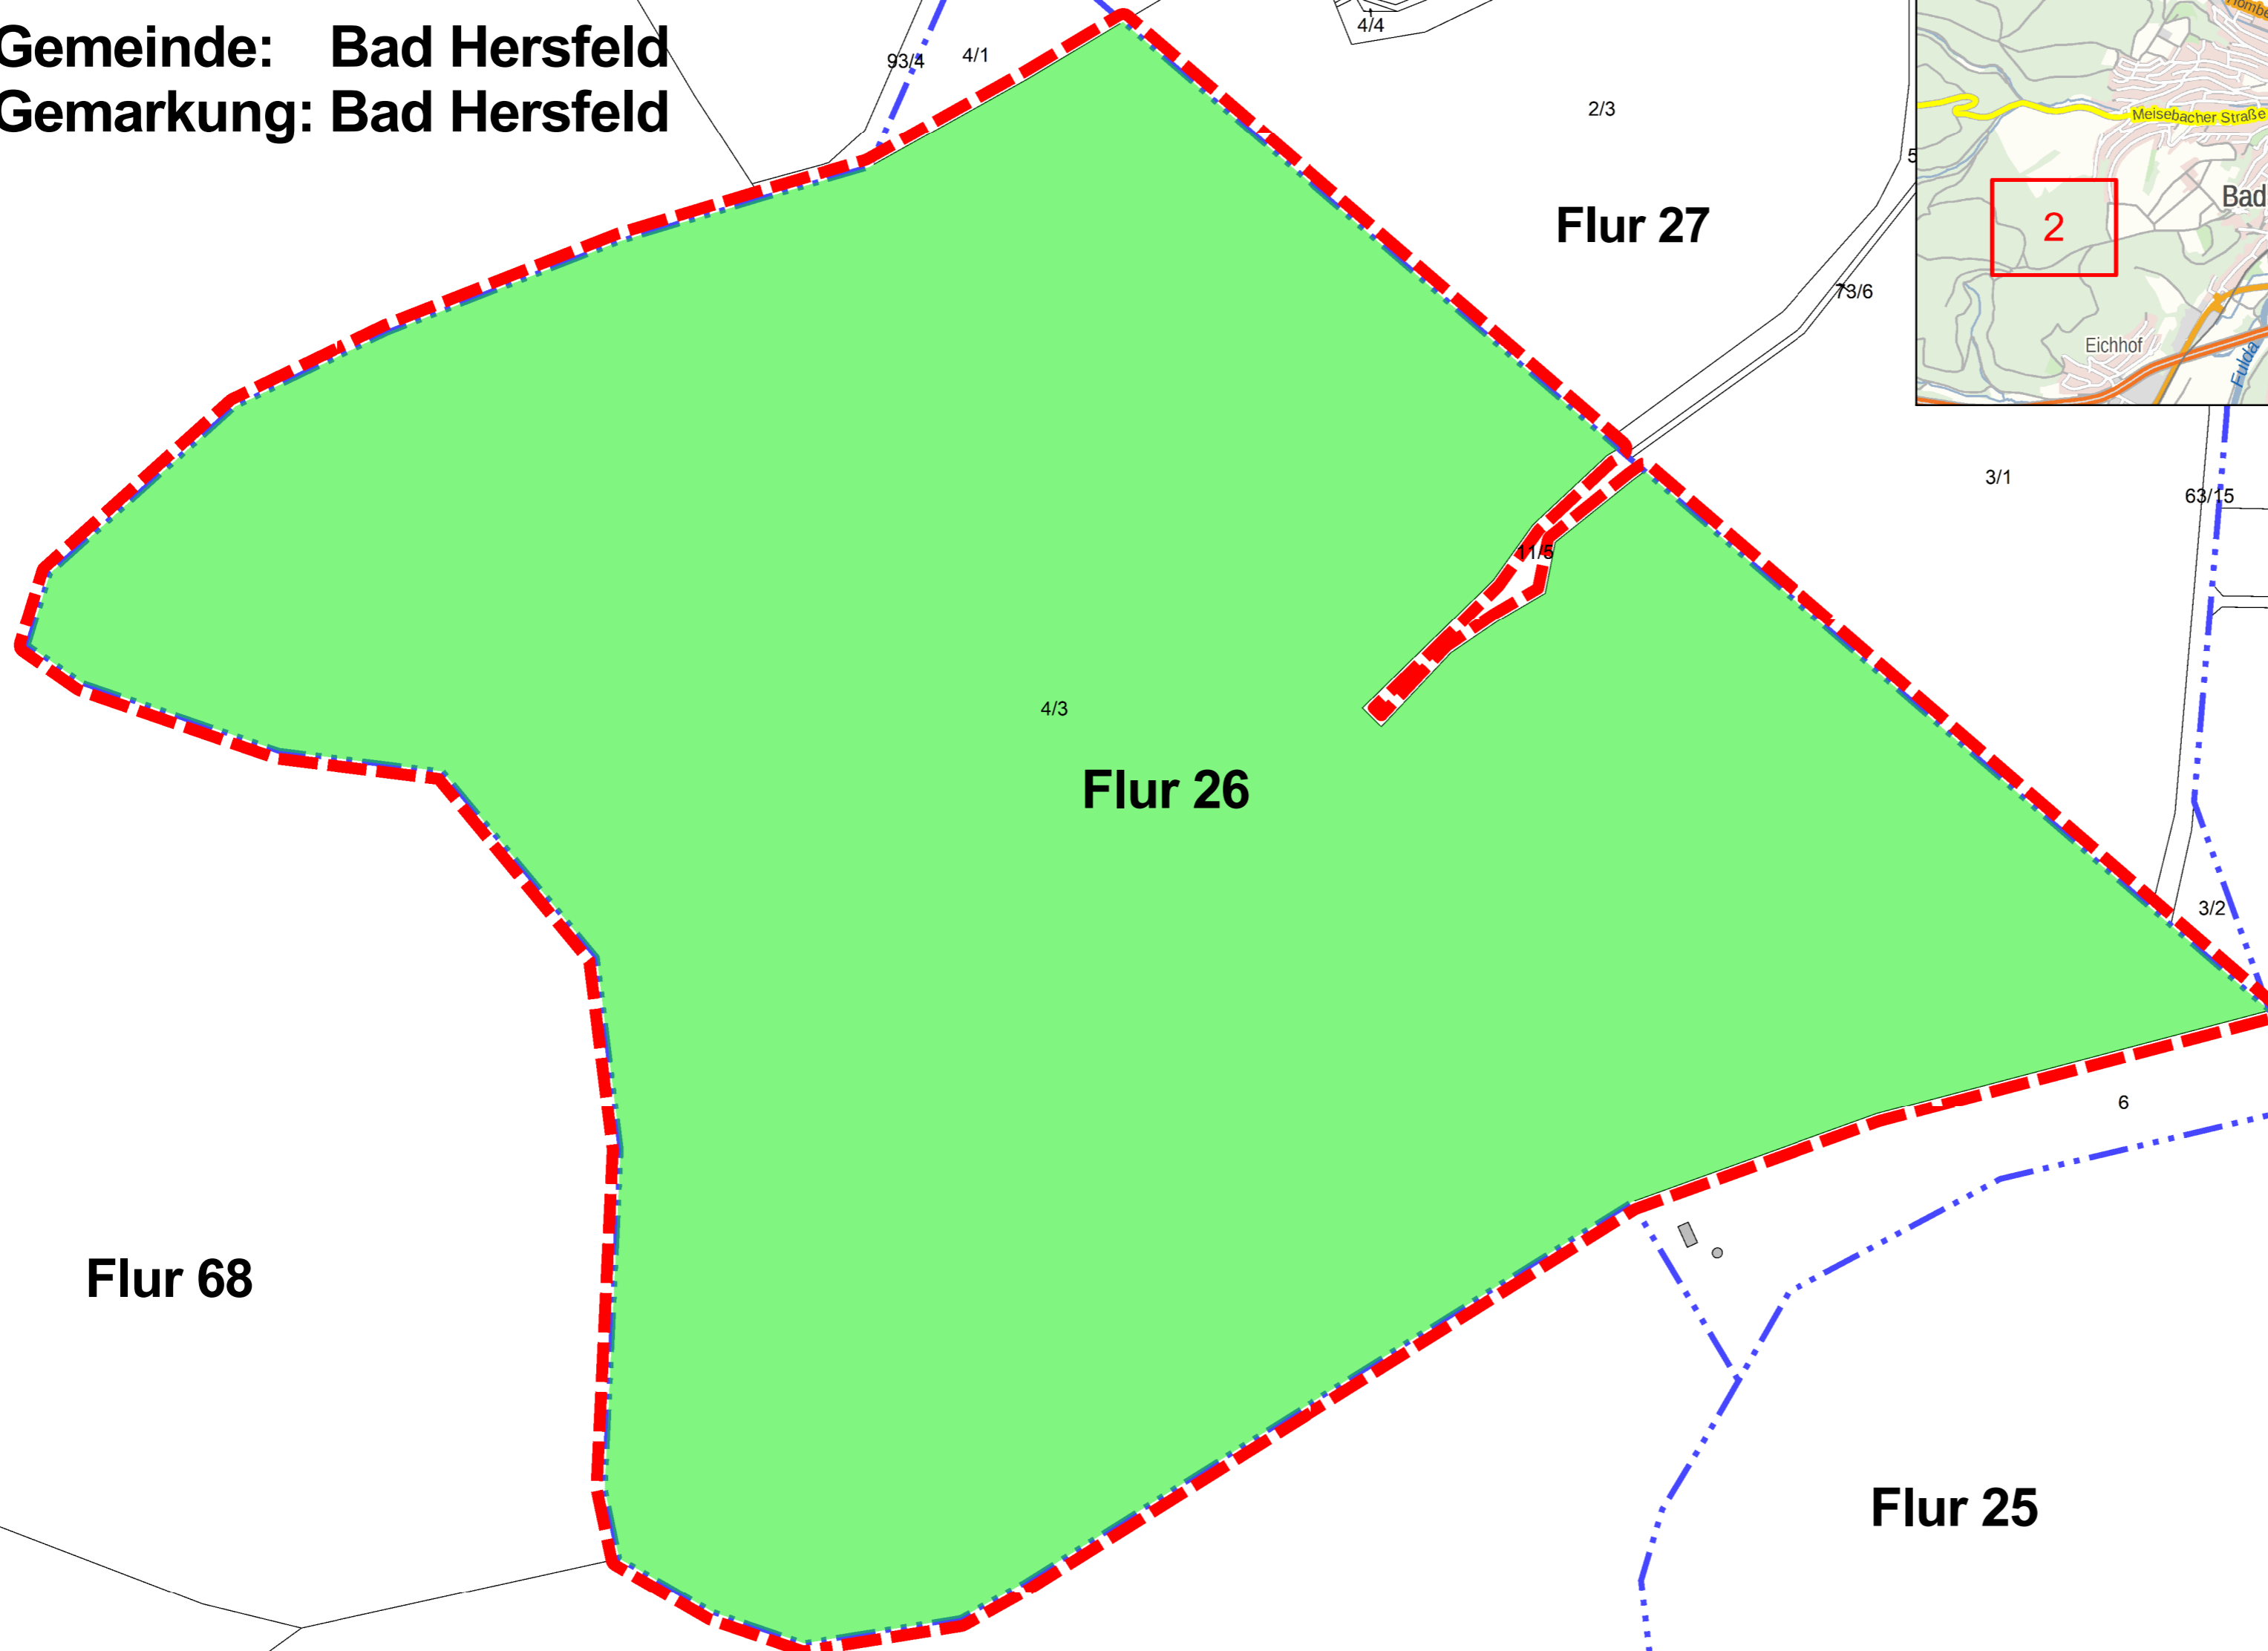 Gemeinde: Bad Hersfeld
Gemarkung: Bad Hersfeld
93/4
4/1
4/4
2/3
Flur 27
73/6
5
Meisebacher Straße
Bad
2
Eichhof
Fulda
3/1
63/15
11/5
4/3
Flur 26
3/2
6
Flur 68
Flur 25